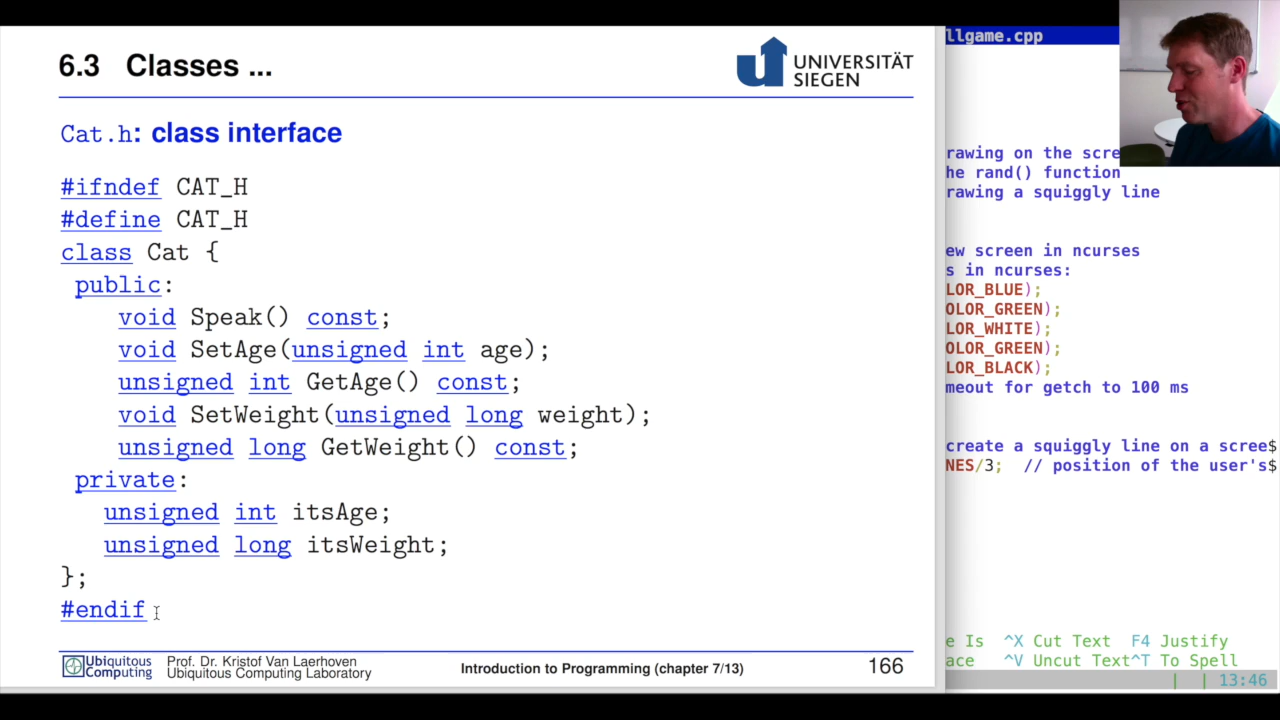 6.3 Classes ...
UNIVERSITÄT
SIEGEN
Cat.h: class interface
#ifndef CAT_H
#define CAT_H
class Cat {
public:
void Speak() const;
void SetAge(unsigned int age);
unsigned int GetAge() const;
void SetWeight(unsigned long weight);
unsigned long GetWeight() const;
private:
unsigned int itsAge;
unsigned long itsWeight;
};
#endif
Ubiquitous
Computing
Prof. Dr. Kristof Van Laerhoven
Ubiquitous Computing Laboratory
Introduction to Programming (chapter 7/13)
166
llgame.cpp
rawing on the scre
he rand() function
rawing a squiggly line
ew screen in ncurses
s in ncurses:
LOR_BLUE);
OLOR_GREEN);
LOR_WHITE);
OLOR_GREEN);
LOR_BLACK);
meout for getch to 100 ms
create a squiggly line on a scree$
NES/3; // position of the user's$
e Is ^X Cut Text F4 Justify
ace ^V Uncut Text^T To Spell
13:46